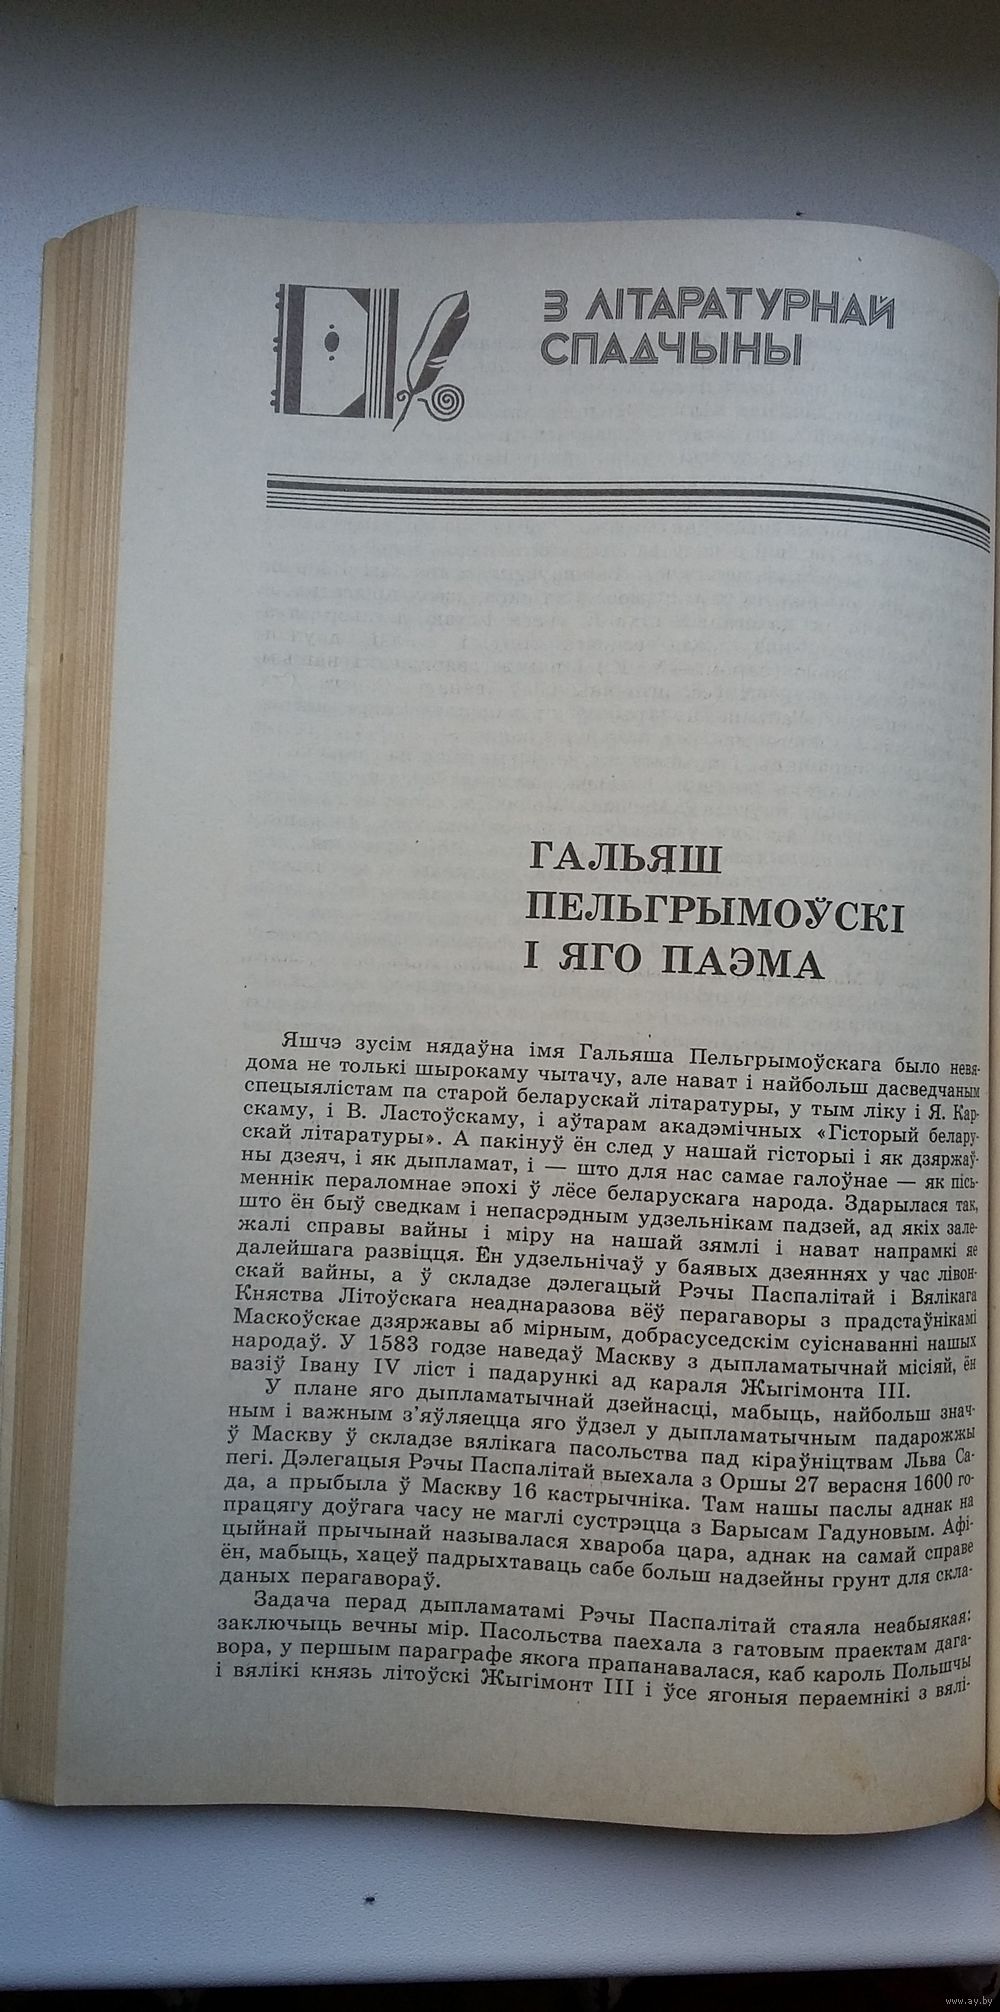 З ЛІТАРАТУРНАЙ
СПАДЧЫНЫ
ГАЛЬЯШ
ПЕЛЬГРЫМОЎСКІ
І ЯГО ПАЭМА
Яшчэ зусім нядаўна імя Гальяша Пельгрымоўскага было невя-
дома не толькі шырокаму чытачу, але нават і найбольш дасведчаным
спецыялістам па старой беларускай літаратуры, у тым ліку і Я. Кар-
скаму, і В. Ластоўскаму, і аўтарам акадэмічных «Гісторый белару-
скай літаратуры». А пакінуў ён след у нашай гісторыі і як дзяржаў-
ны дзеяч, і як дыпламат, і — што для нас самае галоўнае — як пісь-
меннік пераломнае эпохі ў лёсе беларускага народа. Здарылася так,
што ён быў сведкам і непасрэдным удзельнікам падзей, ад якіх зале-
жалі справы вайны і міру на нашай зямлі і нават напрамкі яе
далейшага развіцця. Ён удзельнічаў у баявых дзеяннях у час лівон-
скай вайны, а ў складзе дэлегацый Рэчы Паспалітай і Вялікага
Княства Літоўскага неаднаразова вёў перагаворы з прадстаўнікамі
Маскоўскае дзяржавы аб мірным, добрасуседскім суіснаванні нашых
народаў. У 1583 годзе наведаў Маскву з дыпламатычнай місіяй, ён
вазіў Івану IV ліст і падарункі ад караля Жыгімонта III.
У плане яго дыпламатычнай дзейнасці, мабыць, найбольш знач-
ным і важным з'яўляецца яго ўдзел у дыпламатычным падарожжы
ў Маскву ў складзе вялікага пасольства пад кіраўніцтвам Льва Са-
пегі. Дэлегацыя Рэчы Паспалітай выехала з Оршы 27 верасня 1600 го-
да, а прыбыла ў Маскву 16 кастрычніка. Там нашы паслы аднак на
працягу доўгага часу не маглі сустрэцца з Барысам Гадуновым. Афі-
цыйнай прычынай называлася хвароба цара, аднак на самай справе
ён, мабыць, хацеў падрыхтаваць сабе больш надзейны грунт для скла-
даных перагавораў.
Задача перад дыпламатамі Рэчы Паспалітай стаяла неабыякая:
заключыць вечны мір. Пасольства паехала з гатовым праектам дага-
вора, у першым параграфе якога прапанавалася, каб кароль Польшчы
і вялікі князь літоўскі Жыгімонт III і ўсе ягоныя пераемнікі з вялі-
www.ay.by